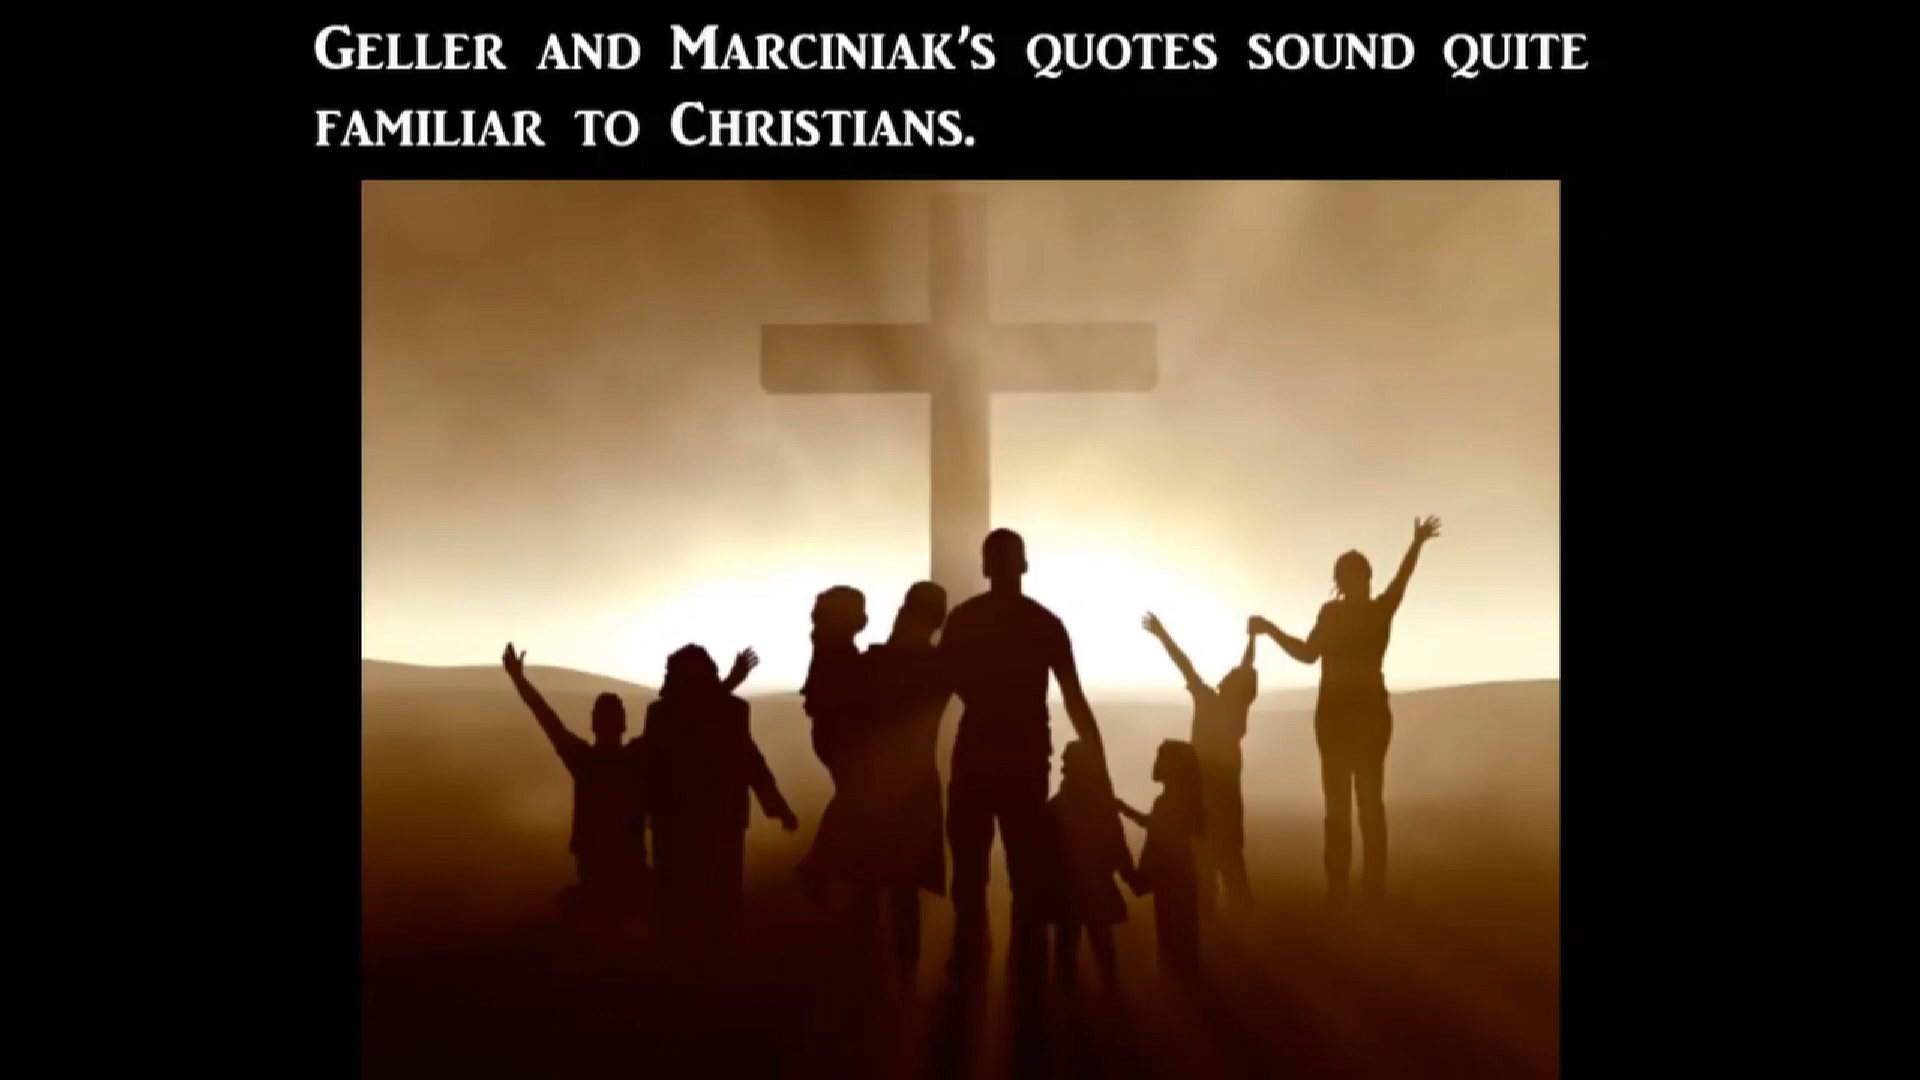 Geller and Marciniak's quotes sound quite
familiar to Christians.